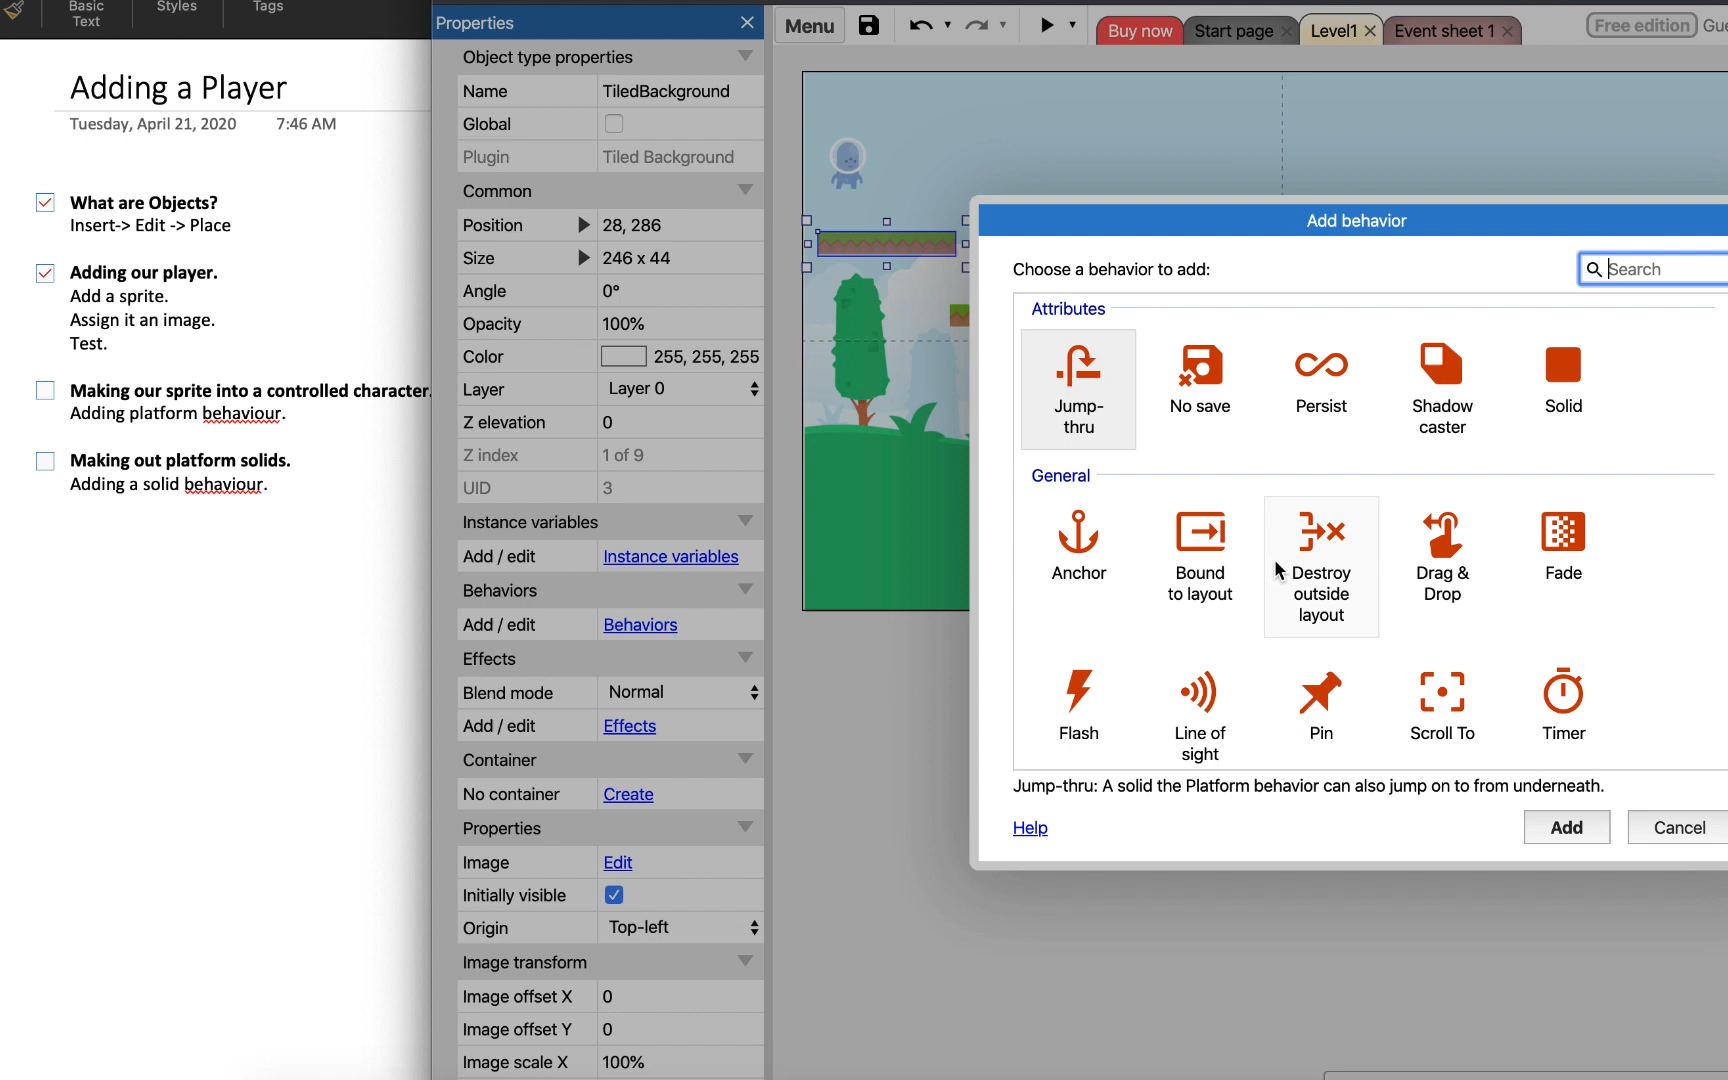 Basic
Text
Styles
Tags
Adding a Player
Tuesday, April 21, 2020 7:46 AM
What are Objects?
Insert-> Edit -> Place
Adding our player.
Add a sprite.
Assign it an image.
Test.
Making our sprite into a controlled character.
Adding platform behaviour.
Making out platform solids.
Adding a solid behaviour.
Properties
Object type properties
Name TiledBackground
Global
Plugin Tiled Background
Common
Position 28, 286
Size 246 x 44
Angle 0°
Opacity 100%
Color 255, 255, 255
Layer Layer 0
Z elevation 0
Z index 1 of 9
UID 3
Instance variables
Add / edit Instance variables
Behaviors
Add / edit Behaviors
Effects
Blend mode Normal
Add / edit Effects
Container
No container Create
Properties
Image Edit
Initially visible
Origin Top-left
Image transform
Image offset X 0
Image offset Y 0
Image scale X 100%
Menu
Buy now Start page Level1 Event sheet 1
Free edition
Add behavior
Choose a behavior to add:
Search
Attributes
Jump-
thru
No save
Persist
Shadow
caster
Solid
General
Anchor
Bound
to layout
Destroy
outside
layout
Drag &
Drop
Fade
Flash
Line of
sight
Pin
Scroll To
Timer
Jump-thru: A solid the Platform behavior can also jump on to from underneath.
Help
Add
Cancel